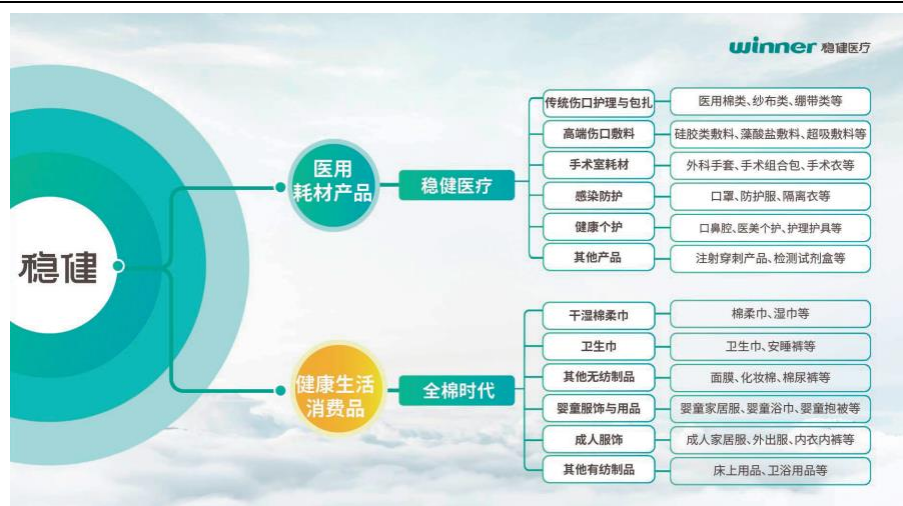 winner 稳健医疗
稳健
医用
耗材产品
稳健医疗
传统伤口护理与包扎
医用棉类、纱布类、绷带类等
高端伤口敷料
硅胶类敷料、藻酸盐敷料、超吸敷料等
手术室耗材
外科手套、手术组合包、手术衣等
感染防护
口罩、防护服、隔离衣等
健康个护
口鼻腔、医美个护、护理护具等
其他产品
注射穿刺产品、检测试剂盒等
健康生活
消费品
全棉时代
干湿棉柔巾
棉柔巾、湿巾等
卫生巾
卫生巾、安睡裤等
其他无纺制品
面膜、化妆棉、棉尿裤等
婴童服饰与用品
婴童家居服、婴童浴巾、婴童抱被等
成人服饰
成人家居服、外出服、内衣内裤等
其他有纺制品
床上用品、卫浴用品等